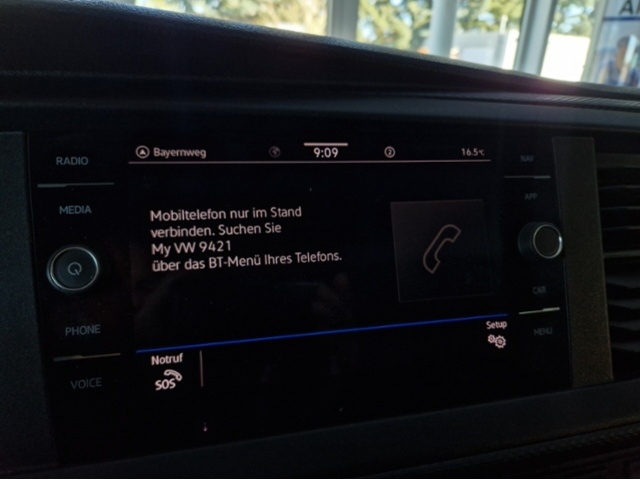 RADIO
MEDIA
PHONE
VOICE
Bayernweg
9:09
2
16.5°C
Mobiltelefon nur im Stand
verbinden. Suchen Sie
My VW 9421
über das BT-Menü Ihres Telefons.
Setup
Notruf
SOS
NAV
APP
CAR
MENU
A